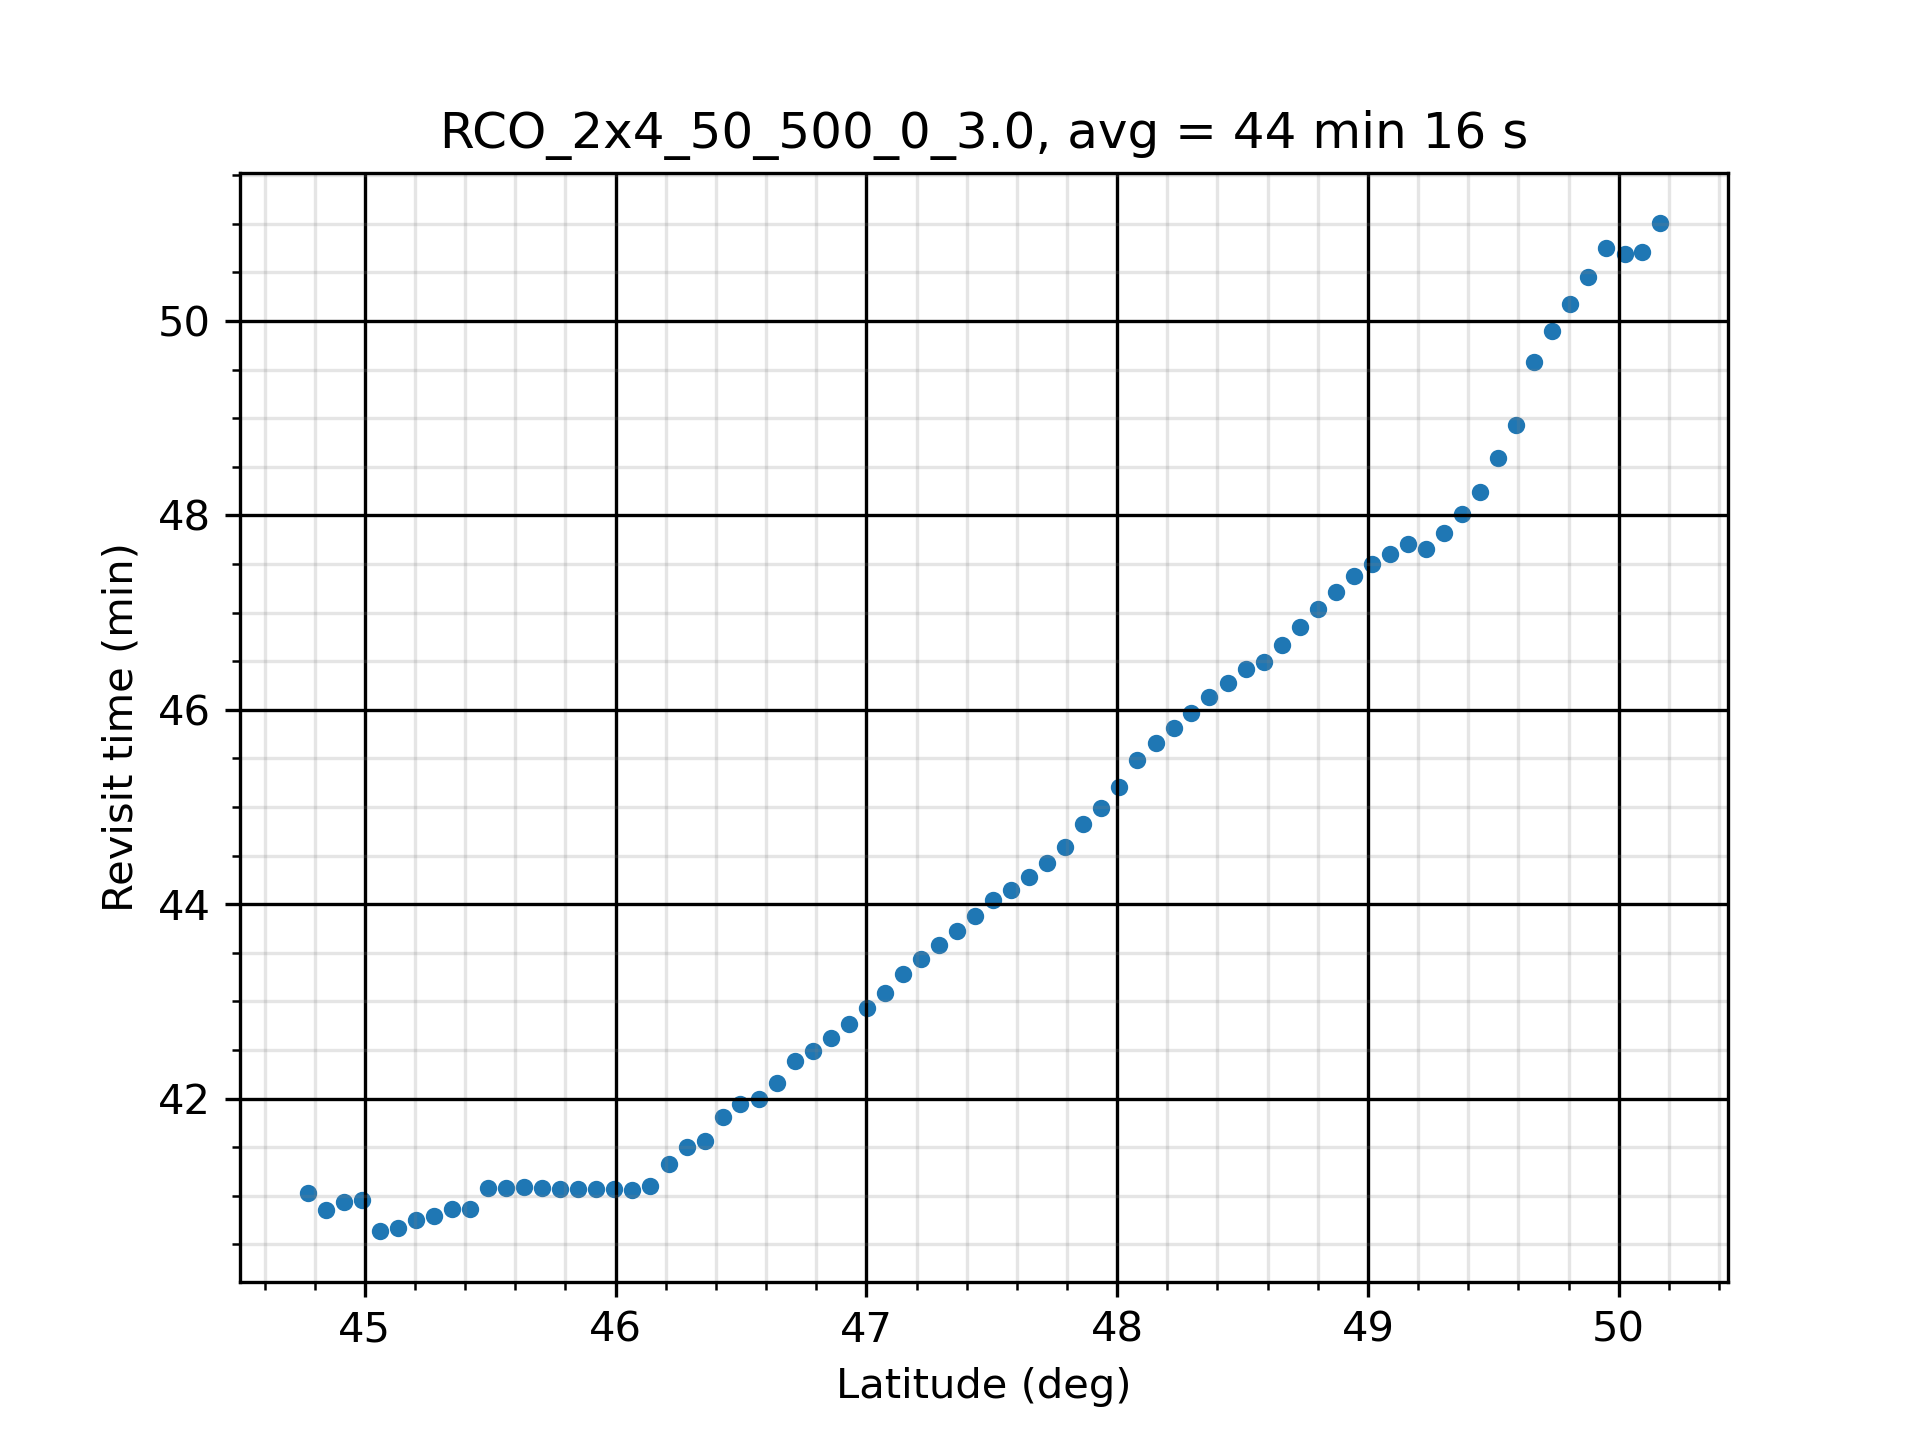 RCO_2x4_50_500_0_3.0, avg = 44 min 16 s
Revisit time (min)
50
48
46
44
42
45 46 47 48 49 50
Latitude (deg)